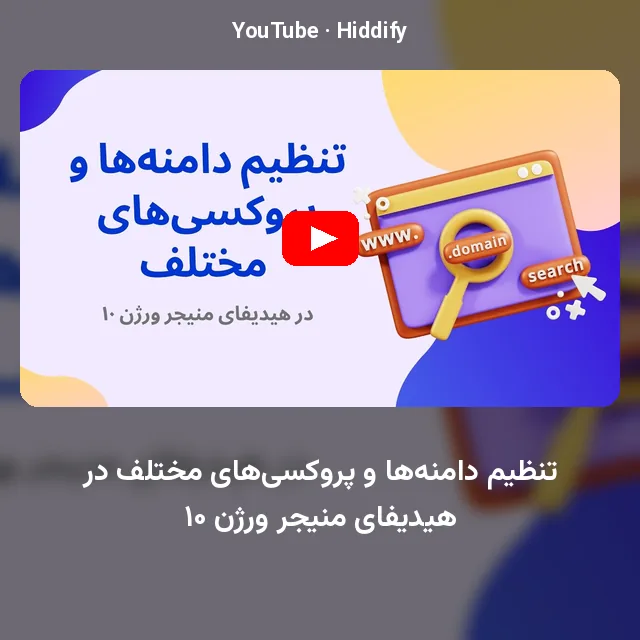 YouTube · Hiddify
تنظیم دامنه‌ها و
پروکسی‌های
مختلف
در هیدیفای منیجر ورژن ۱۰
www.
.domain
search
تنظیم دامنه‌ها و پروکسی‌های مختلف در
هیدیفای منیجر ورژن ۱۰